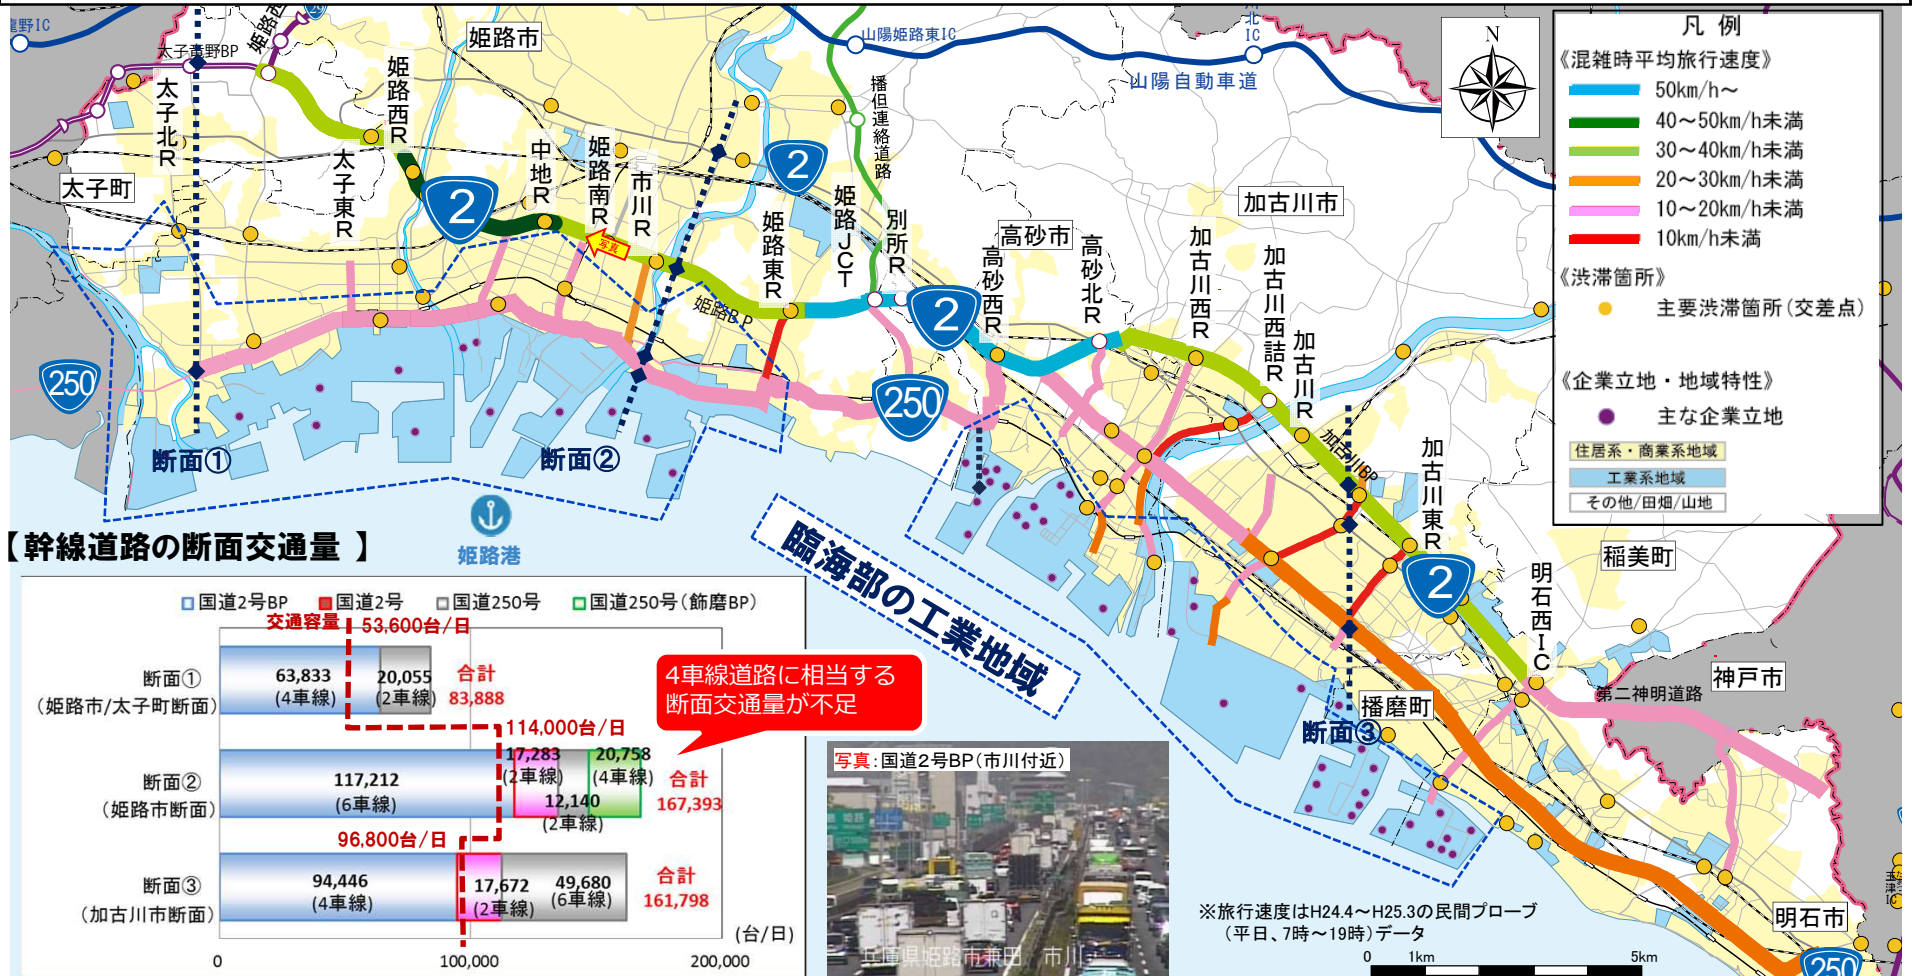 太子竜野BP
姫路市
山陽姫路東IC
山陽自動車道
播但連絡道路
太子北R
姫路西R
太子町
太子東R
中地R
姫路南R
市川R
写真
2
2
姫路東R
姫路JCT
別所R
姫路BP
高砂市
高砂西R
高砂北R
加古川市
加古川西R
加古川西詰R
加古川R
加古川BP
加古川東R
2
2
250
250
断面①
断面②
断面③
姫路港
臨海部の工業地域
稲美町
明石西IC
神戸市
第二神明道路
播磨町
明石市
250
N
凡 例
《混雑時平均旅行速度》
50km/h～
40～50km/h未満
30～40km/h未満
20～30km/h未満
10～20km/h未満
10km/h未満
《渋滞箇所》
主要渋滞箇所(交差点)
《企業立地・地域特性》
主な企業立地
住居系・商業系地域
工業系地域
その他/田畑/山地
【幹線道路の断面交通量 】
国道2号BP 国道2号 国道250号 国道250号(飾磨BP)
交通容量 53,600台/日
断面①
(姫路市/太子町断面)
63,833
(4車線)
20,055
(2車線)
合計
83,888
114,000台/日
断面②
(姫路市断面)
117,212
(6車線)
17,283
(2車線)
12,140
(2車線)
20,758
(4車線)
合計
167,393
96,800台/日
断面③
(加古川市断面)
94,446
(4車線)
17,672
(2車線)
49,680
(6車線)
合計
161,798
(台/日)
0 100,000 200,000
4車線道路に相当する
断面交通量が不足
写真:国道2号BP(市川付近)
兵庫県姫路市兼田 市川
※旅行速度はH24.4～H25.3の民間プローブ
(平日、7時～19時)データ
0 1km 5km